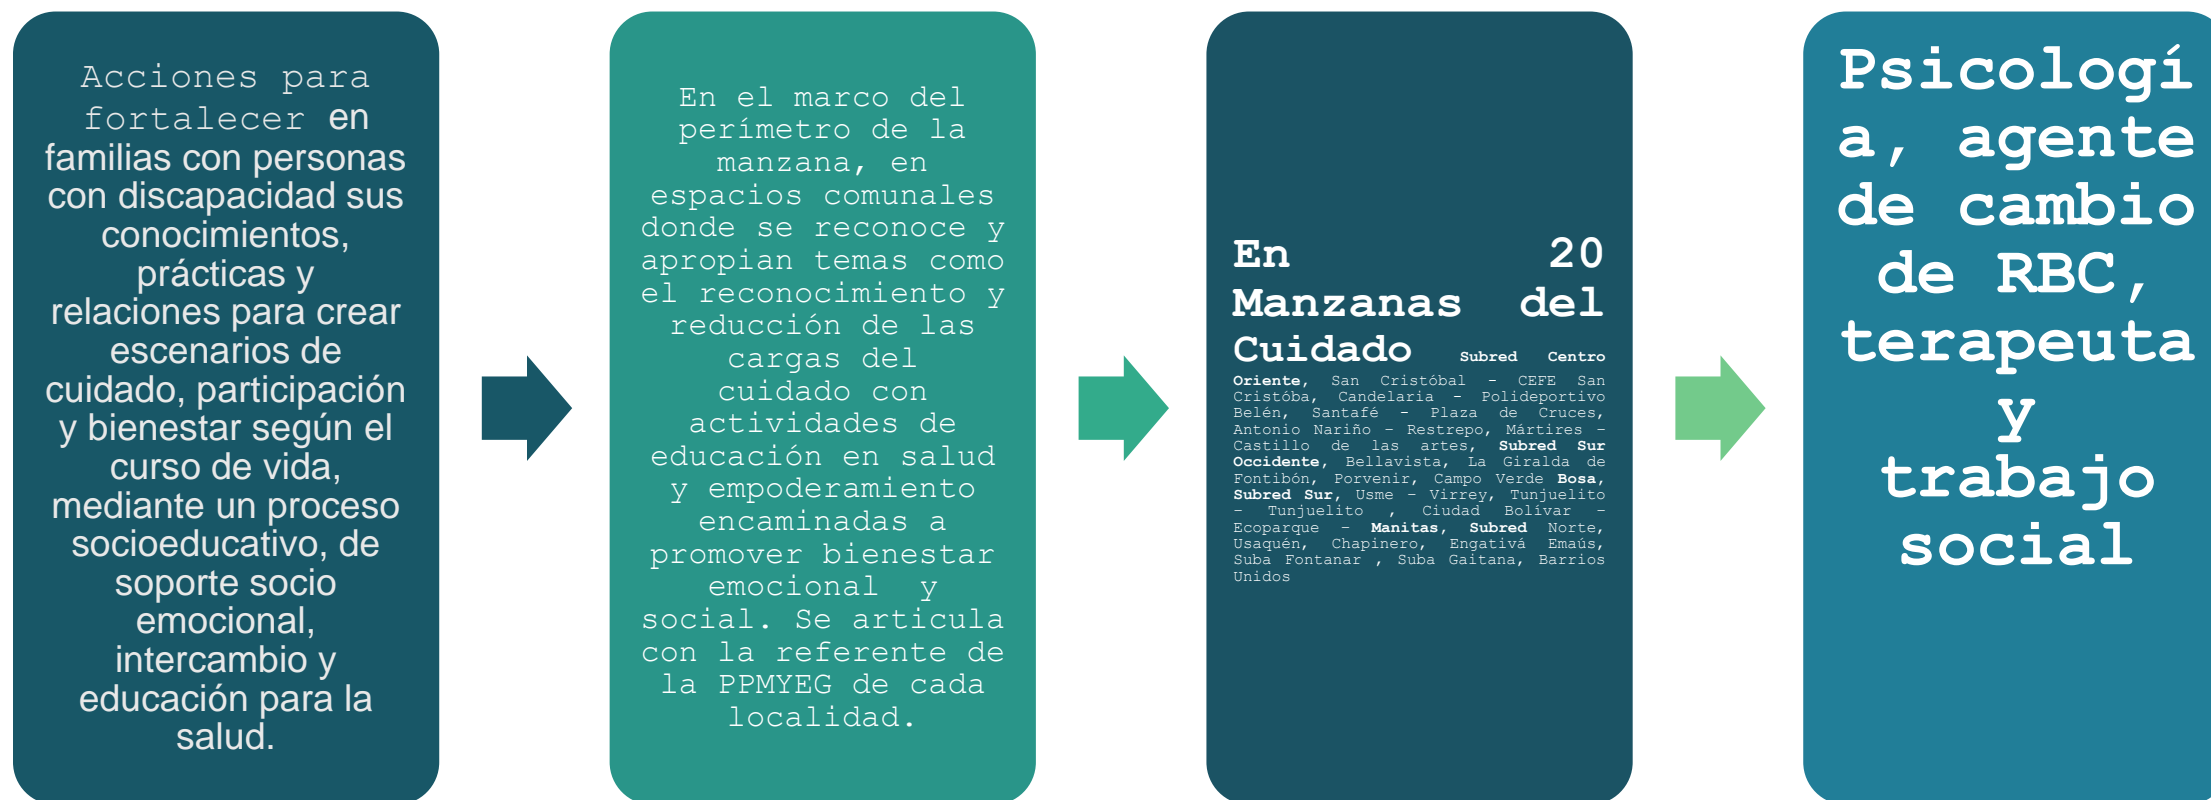 Acciones para
fortalecer en
familias con personas
con discapacidad sus
conocimientos,
prácticas y
relaciones para crear
escenarios de
cuidado, participación
y bienestar según el
curso de vida,
mediante un proceso
socioeducativo, de
soporte socio
emocional,
intercambio y
educación para la
salud.
En el marco del
perímetro de la
manzana, en
espacios comunales
donde se reconoce y
apropian temas como
el reconocimiento y
reducción de las
cargas del
cuidado con
actividades de
educación en salud
y empoderamiento
encaminadas a
promover bienestar
emocional y
social. Se articula
con la referente de
la PPMYEG de cada
localidad.
En 20
Manzanas del
Cuidado Subred Centro
Oriente, San Cristóbal – CEFE San
Cristóba, Candelaria – Polideportivo
Belén, Santafé – Plaza de Cruces,
Antonio Nariño – Restrepo, Mártires –
Castillo de las artes, Subred Sur
Occidente, Bellavista, La Giralda de
Fontibón, Porvenir, Campo Verde Bosa,
Subred Sur, Usme – Virrey, Tunjuelito
– Tunjuelito , Ciudad Bolívar –
Ecoparque – Manitas, Subred Norte,
Usaquén, Chapinero, Engativá Emaús,
Suba Fontanar , Suba Gaitana, Barrios
Unidos
Psicologí
a, agente
de cambio
de RBC,
terapeuta
y
trabajo
social